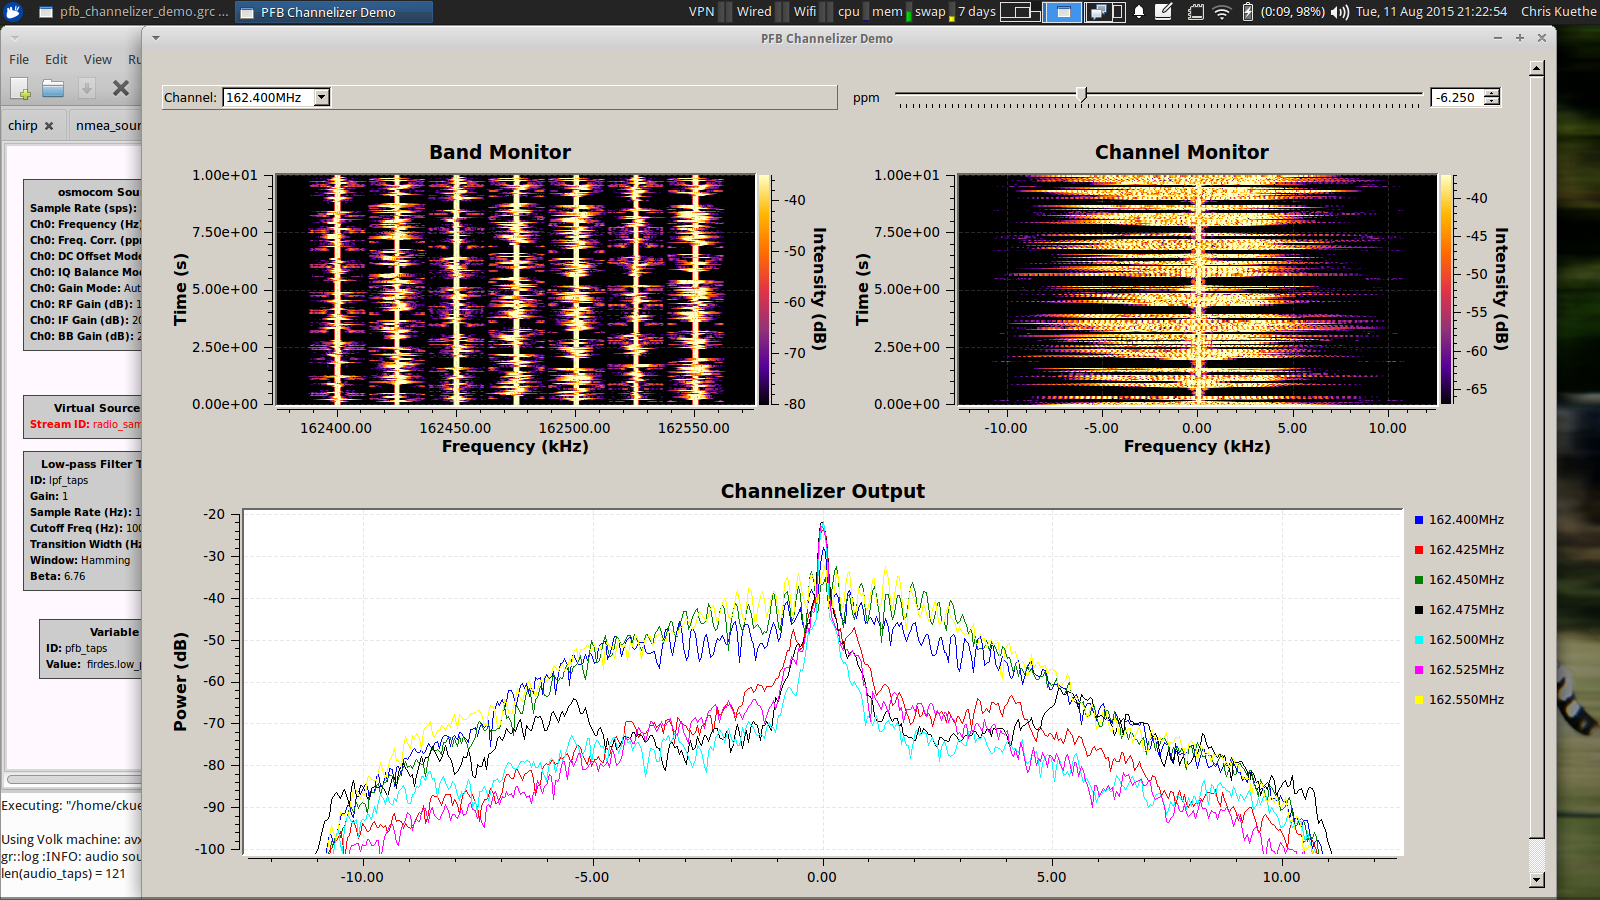 pfb_channelizer_demo.grc ...
PFB Channelizer Demo
VPN Wired Wifi cpu mem swap 7 days (0:09, 98%) Tue, 11 Aug 2015 21:22:54 Chris Kuethe
PFB Channelizer Demo
File Edit View Ru
chirp nmea_sour
osmocom Sou
Sample Rate (sps):
Ch0: Frequency (Hz)
Ch0: Freq. Corr. (ppm
Ch0: DC Offset Mode
Ch0: IQ Balance Mo
Ch0: Gain Mode: Aut
Ch0: RF Gain (dB): 1
Ch0: IF Gain (dB): 20
Ch0: BB Gain (dB): 2
Virtual Source
Stream ID: radio_sam
Low-pass Filter T
ID: lpf_taps
Gain: 1
Sample Rate (Hz): 1
Cutoff Freq (Hz): 100
Transition Width (Hz
Window: Hamming
Beta: 6.76
Variable
ID: pfb_taps
Value: firdes.low_p
Executing: "/home/ckue
Using Volk machine: avx
gr::log :INFO: audio sou
len(audio_taps) = 121
Channel: 162.400MHz
ppm -6.250
Band Monitor
Time (s)
1.00e+01
7.50e+00
5.00e+00
2.50e+00
0.00e+00
162400.00 162450.00 162500.00 162550.00
Frequency (kHz)
-40
-50
-60
-70
-80
Intensity (dB)
Channel Monitor
Time (s)
1.00e+01
7.50e+00
5.00e+00
2.50e+00
0.00e+00
-10.00 -5.00 0.00 5.00 10.00
Frequency (kHz)
-40
-45
-50
-55
-60
-65
Intensity (dB)
Channelizer Output
Power (dB)
-20
-30
-40
-50
-60
-70
-80
-90
-100
-10.00 -5.00 0.00 5.00 10.00
162.400MHz
162.425MHz
162.450MHz
162.475MHz
162.500MHz
162.525MHz
162.550MHz